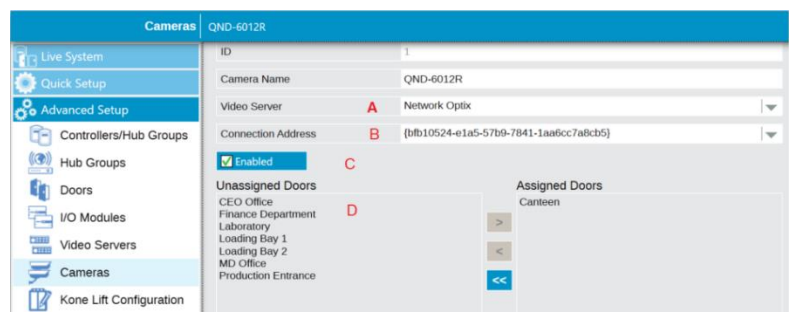 Cameras QND-6012R
Live System
Quick Setup
Advanced Setup
Controllers/Hub Groups
Hub Groups
Doors
I/O Modules
Video Servers
Cameras
Kone Lift Configuration
ID 1
Camera Name QND-6012R
Video Server A Network Optix
Connection Address B {bfb10524-e1a5-57b9-7841-1aa6cc7a8cb5}
Enabled C
Unassigned Doors Assigned Doors
CEO Office Canteen
Finance Department D
Laboratory >
Loading Bay 1
Loading Bay 2 <
MD Office
Production Entrance <<